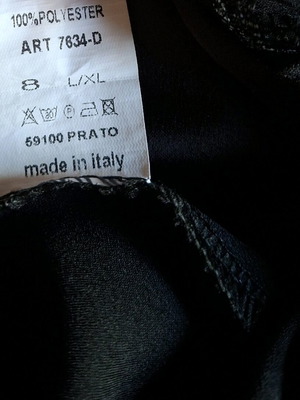 100%POLYESTER
ART 7634-D
8 L/XL
59100 PRATO
made in italy